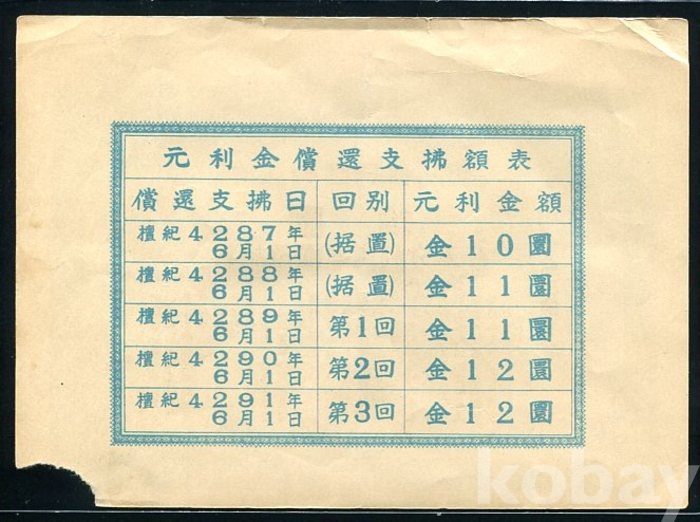 元利金償還支拂額表
償還支拂日 回別 元利金額
檀紀4287年6月1日 (据置) 金10圜
檀紀4288年6月1日 (据置) 金11圜
檀紀4289年6月1日 第1回 金11圜
檀紀4290年6月1日 第2回 金12圜
檀紀4291年6月1日 第3回 金12圜
kobay